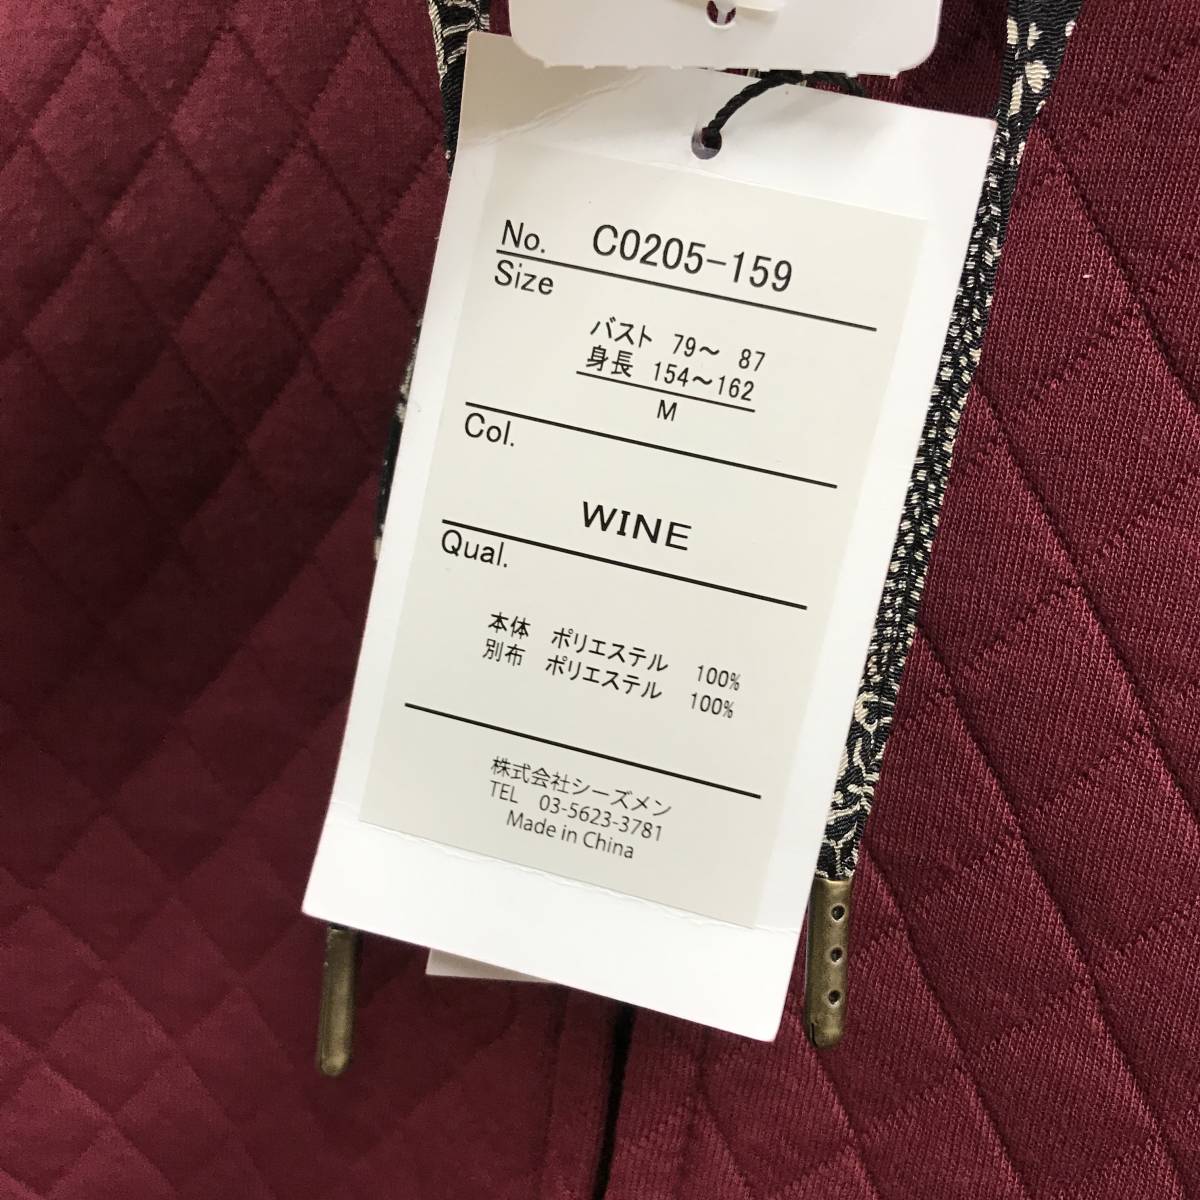 No. C0205-159
Size
バスト 79～ 87
身長 154～162
M
Col.
WINE
Qual.
本体 ポリエステル 100%
別布 ポリエステル 100%
株式会社シーズメン
TEL 03-5623-3781
Made in China